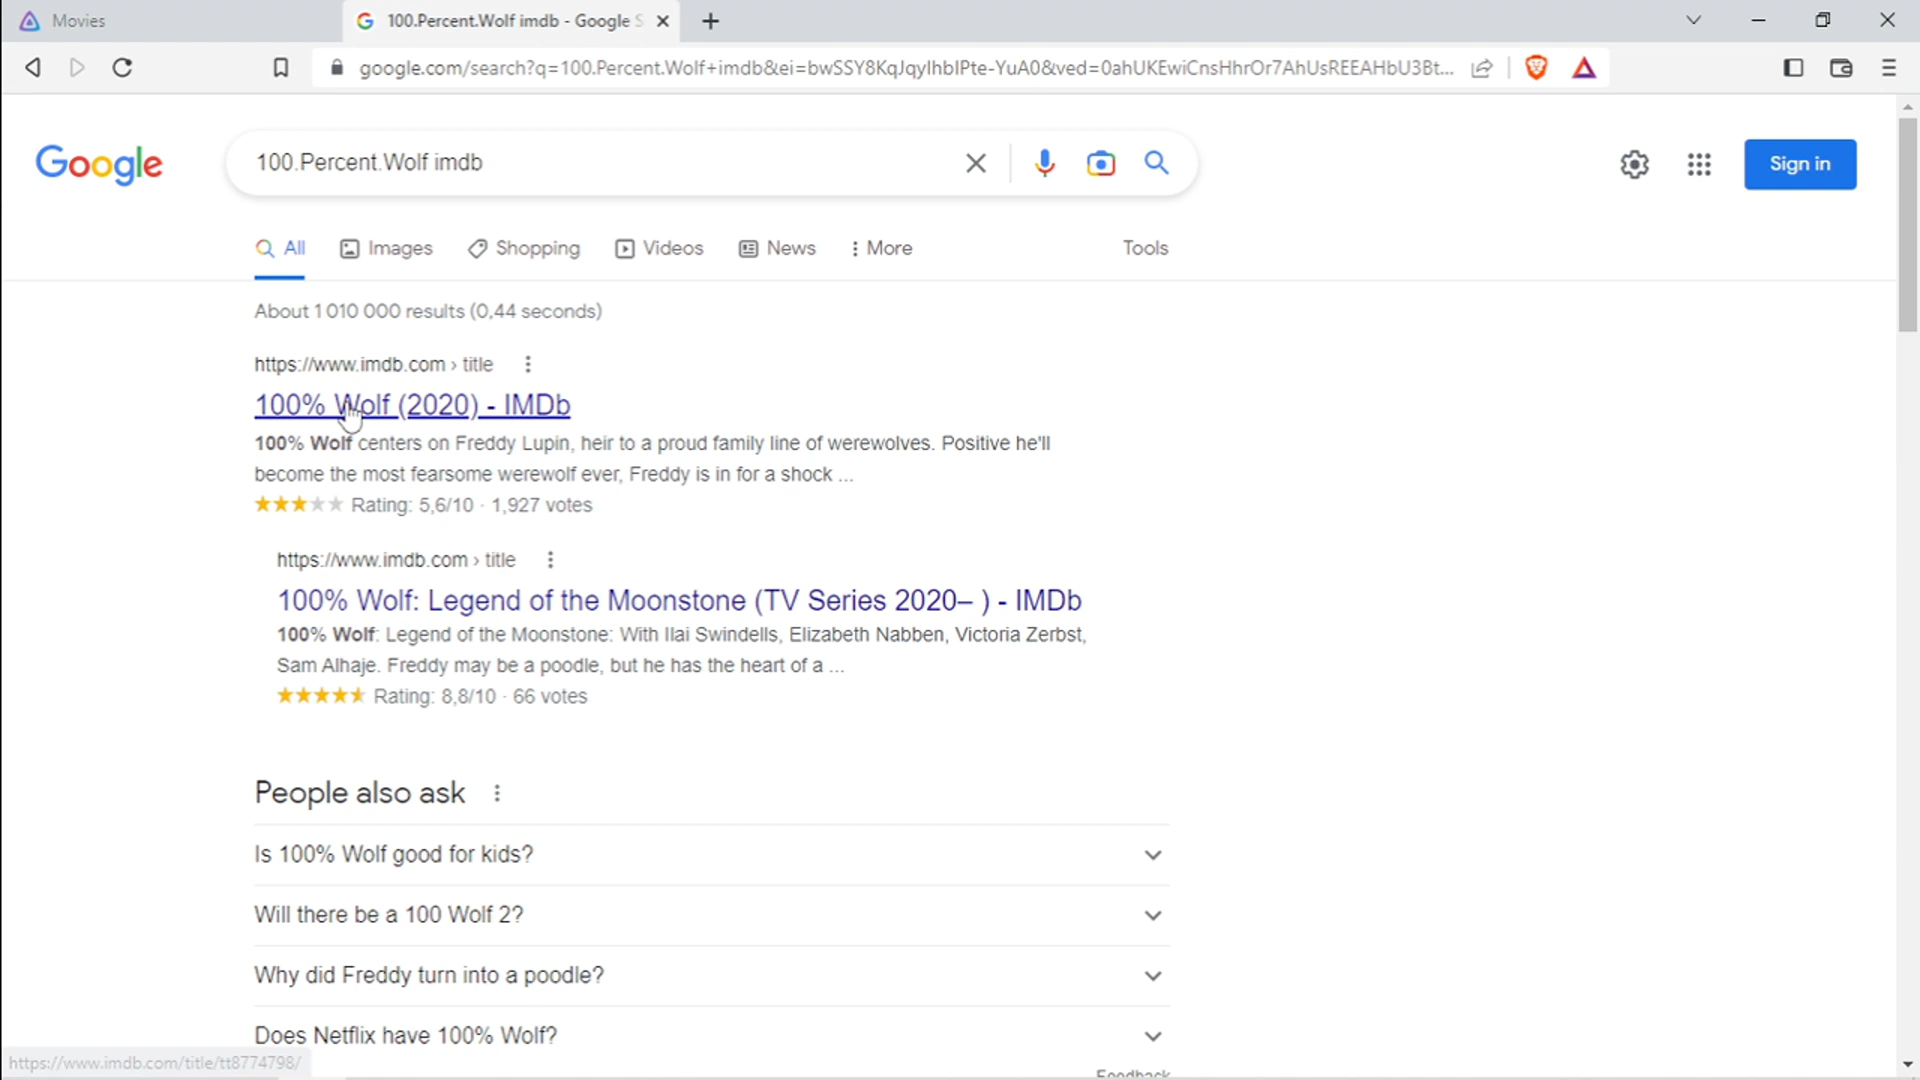 Movies
100.Percent.Wolf imdb - Google S
google.com/search?q=100.Percent.Wolf+imdb&ei=bwSSY8KqJqyIhbIPte-YuA0&ved=0ahUKEwiCnsHhrOr7AhUsREEAHbU3Bt...
Google
100.Percent.Wolf imdb
Sign in
All
Images
Shopping
Videos
News
More
Tools
About 1 010 000 results (0,44 seconds)
https://www.imdb.com › title
100% Wolf (2020) - IMDb
100% Wolf centers on Freddy Lupin, heir to a proud family line of werewolves. Positive he'll
become the most fearsome werewolf ever, Freddy is in for a shock ...
Rating: 5,6/10 · 1,927 votes
https://www.imdb.com › title
100% Wolf: Legend of the Moonstone (TV Series 2020– ) - IMDb
100% Wolf: Legend of the Moonstone: With Ilai Swindells, Elizabeth Nabben, Victoria Zerbst,
Sam Alhaje. Freddy may be a poodle, but he has the heart of a ...
Rating: 8,8/10 · 66 votes
People also ask
Is 100% Wolf good for kids?
Will there be a 100 Wolf 2?
Why did Freddy turn into a poodle?
Does Netflix have 100% Wolf?
https://www.imdb.com/title/tt8774798/
Feedback